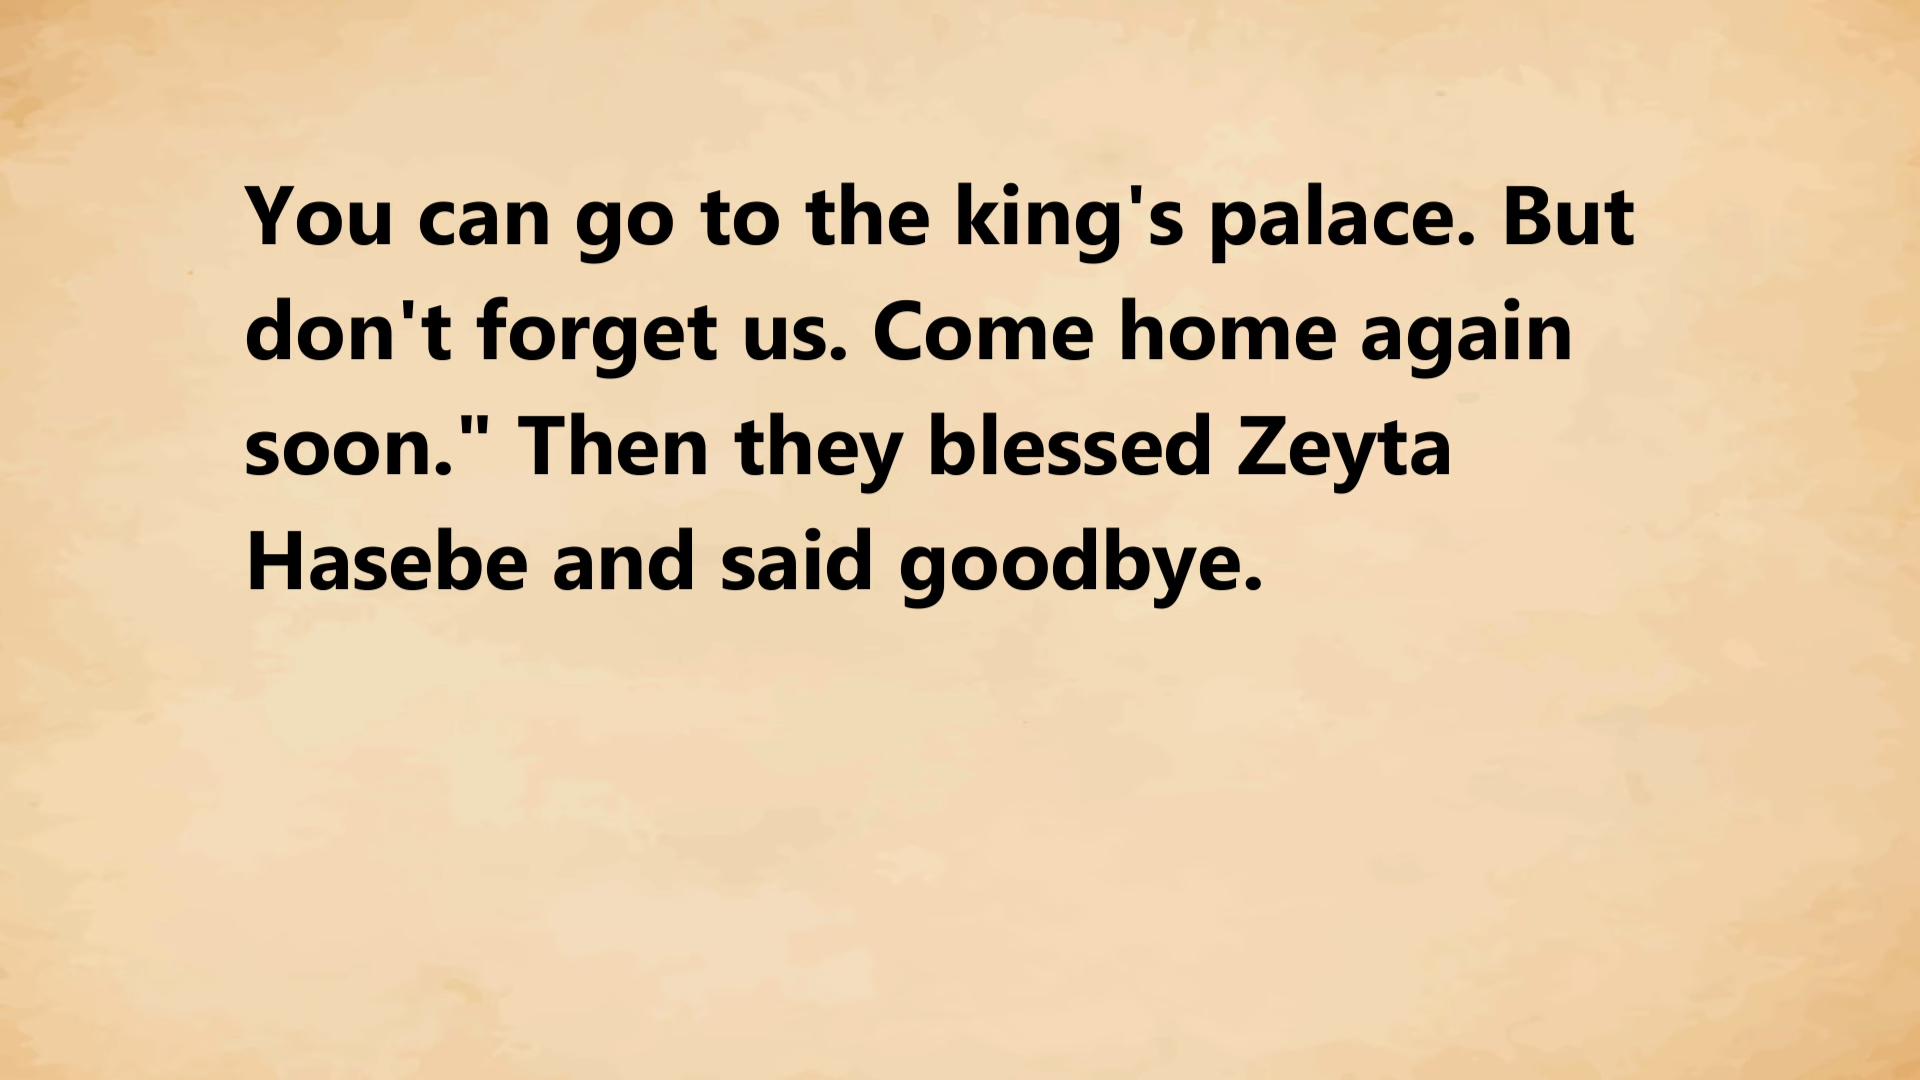 You can go to the king's palace. But
don't forget us. Come home again
soon." Then they blessed Zeyta
Hasebe and said goodbye.